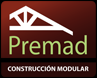 Premad
CONSTRUCCIÓN MODULAR